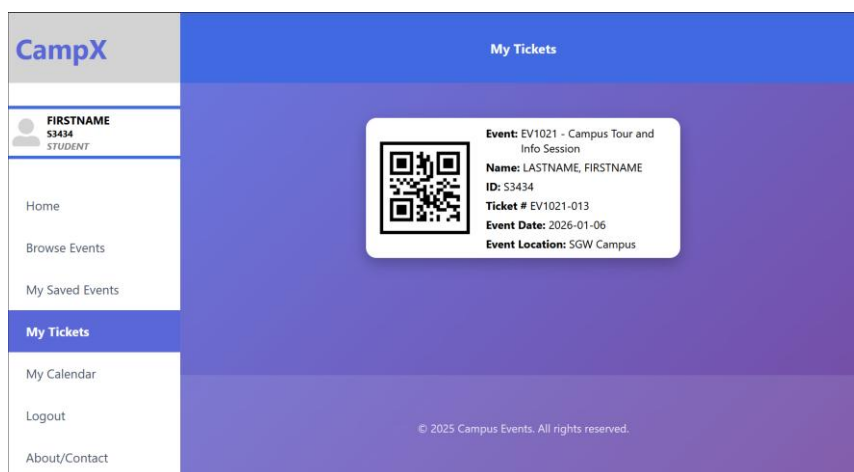 CampX
My Tickets
FIRSTNAME
S3434
STUDENT
Home
Browse Events
My Saved Events
My Tickets
My Calendar
Logout
About/Contact
Event: EV1021 - Campus Tour and
Info Session
Name: LASTNAME, FIRSTNAME
ID: S3434
Ticket # EV1021-013
Event Date: 2026-01-06
Event Location: SGW Campus
© 2025 Campus Events. All rights reserved.